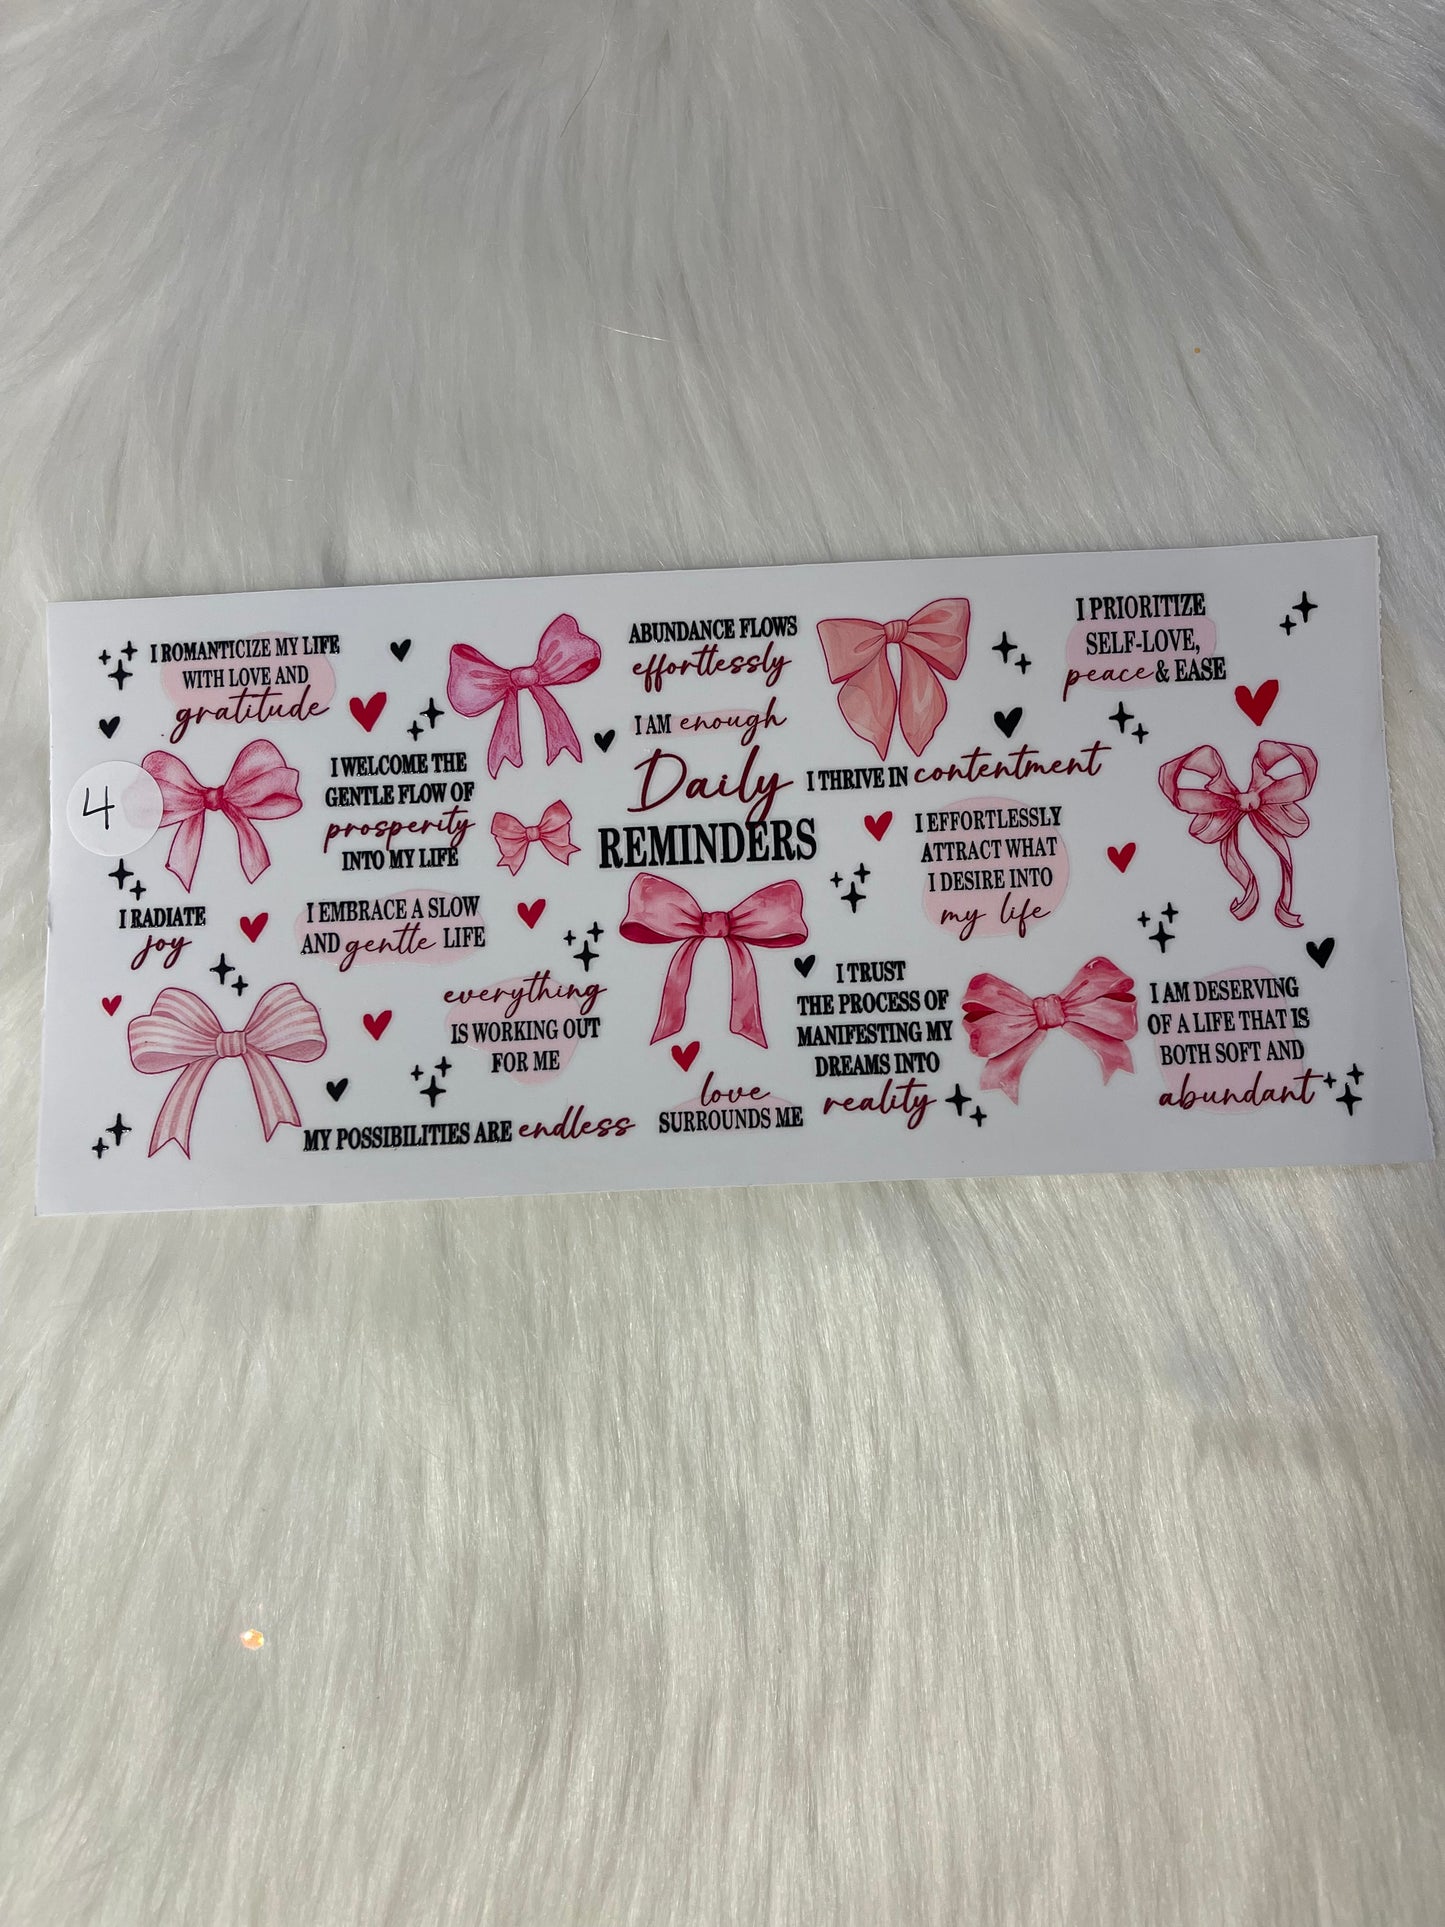 I ROMANTICIZE MY LIFE
WITH LOVE AND
gratitude
4
I WELCOME THE
GENTLE FLOW OF
prosperity
INTO MY LIFE
I RADIATE
joy
I EMBRACE A SLOW
AND gentle LIFE
everything
IS WORKING OUT
FOR ME
MY POSSIBILITIES ARE endless
ABUNDANCE FLOWS
effortlessly
I AM enough
Daily
REMINDERS
love
SURROUNDS ME
I PRIORITIZE
SELF-LOVE,
peace & EASE
I THRIVE IN contentment
I EFFORTLESSLY
ATTRACT WHAT
I DESIRE INTO
my life
I TRUST
THE PROCESS OF
MANIFESTING MY
DREAMS INTO
reality
I AM DESERVING
OF A LIFE THAT IS
BOTH SOFT AND
abundant